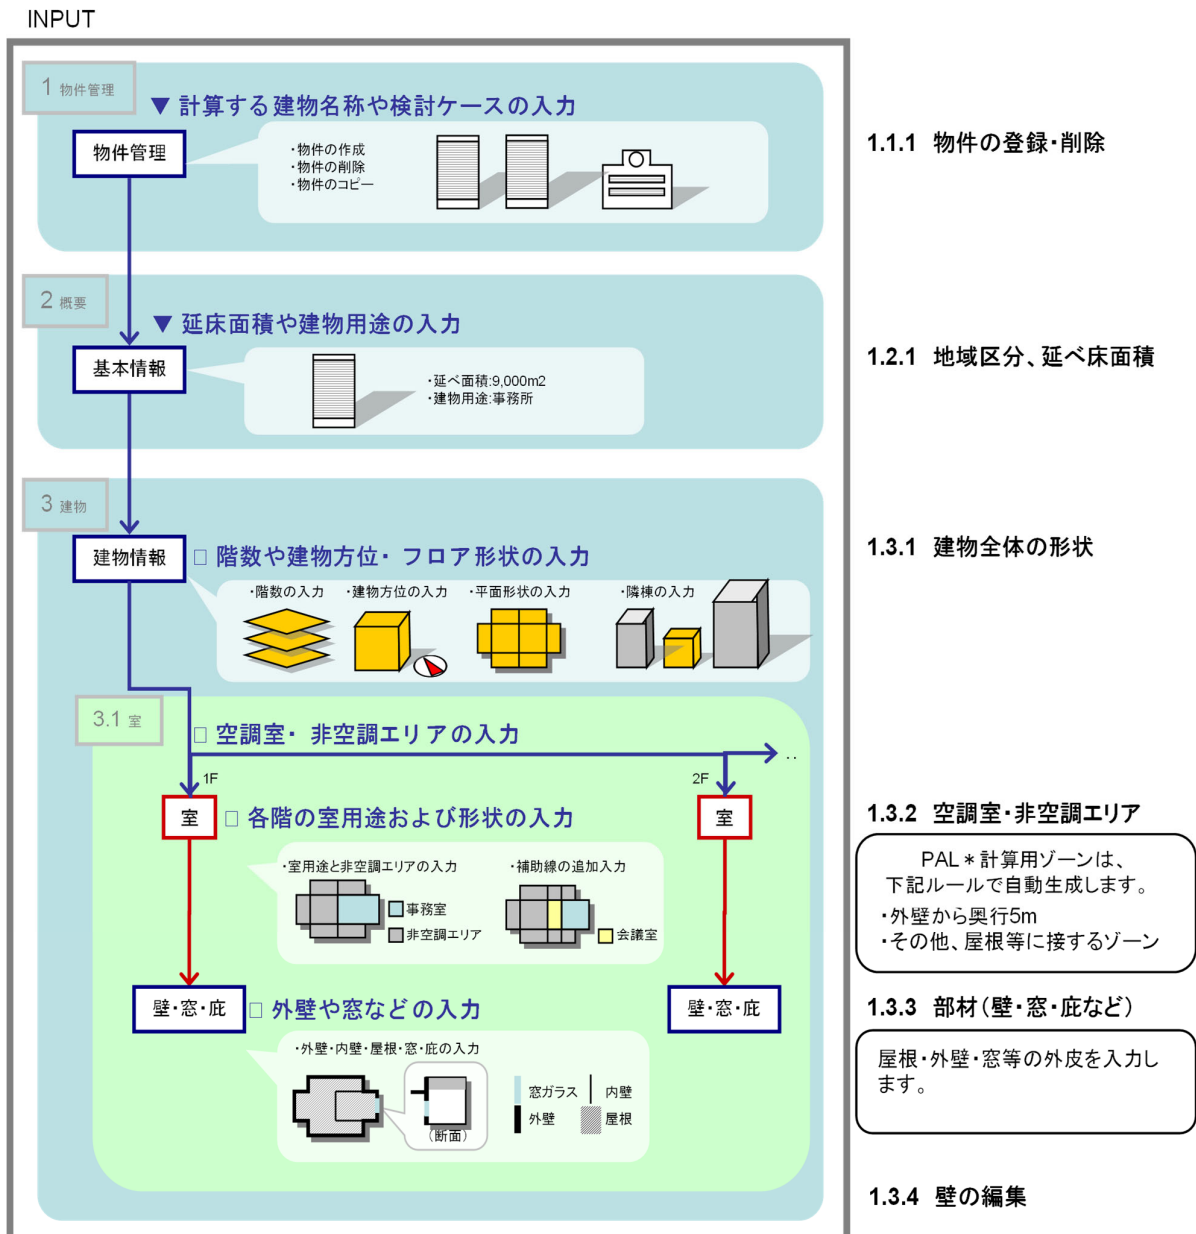 INPUT
1 物件管理
▼ 計算する建物名称や検討ケースの入力
物件管理
・物件の作成
・物件の削除
・物件のコピー
1.1.1 物件の登録・削除
2 概要
▼ 延床面積や建物用途の入力
基本情報
・延べ面積:9,000m2
・建物用途:事務所
1.2.1 地域区分、延べ床面積
3 建物
建物情報
□ 階数や建物方位・ フロア形状の入力
・階数の入力
・建物方位の入力
・平面形状の入力
・隣棟の入力
1.3.1 建物全体の形状
3.1 室
□ 空調室・ 非空調エリアの入力
‥
1F
2F
室
□ 各階の室用途および形状の入力
室
・室用途と非空調エリアの入力
事務室
非空調エリア
・補助線の追加入力
会議室
1.3.2 空調室・非空調エリア
PAL＊計算用ゾーンは、
下記ルールで自動生成します。
・外壁から奥行5m
・その他、屋根等に接するゾーン
壁・窓・庇
□ 外壁や窓などの入力
壁・窓・庇
・外壁・内壁・屋根・窓・庇の入力
(断面)
窓ガラス
内壁
外壁
屋根
1.3.3 部材（壁・窓・庇など）
屋根・外壁・窓等の外皮を入力し
ます。
1.3.4 壁の編集